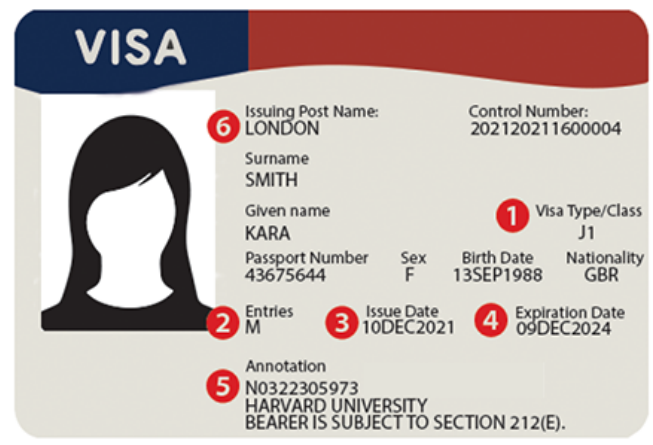 VISA
6 Issuing Post Name: Control Number:
LONDON 202120211600004
Surname
SMITH
Given name 1 Visa Type/Class
KARA J1
Passport Number Sex Birth Date Nationality
43675644 F 13SEP1988 GBR
2 Entries 3 Issue Date 4 Expiration Date
M 10DEC2021 09DEC2024
Annotation
5 N0322305973
HARVARD UNIVERSITY
BEARER IS SUBJECT TO SECTION 212(E).